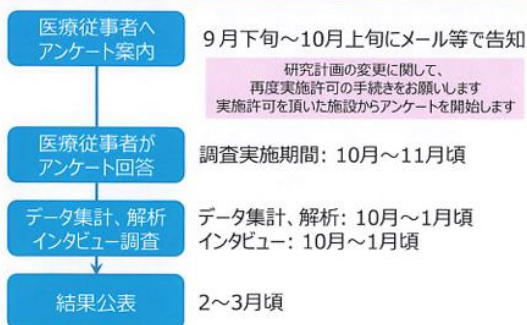 医療従事者へ
アンケート案内
9月下旬～10月上旬にメール等で告知
研究計画の変更に関して、
再度実施許可の手続きをお願いします
実施許可を頂いた施設からアンケートを開始します
医療従事者が
アンケート回答
調査実施期間: 10月～11月頃
データ集計、解析
インタビュー調査
データ集計、解析: 10月～1月頃
インタビュー: 10月～1月頃
結果公表
2～3月頃